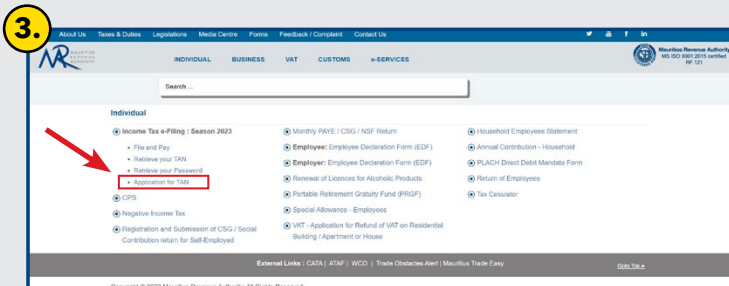 3.
About Us Taxes & Duties Legislations Media Centre Forms Feedback / Complaint Contact Us
MAURITIUS
REVENUE
AUTHORITY
INDIVIDUAL BUSINESS VAT CUSTOMS e-SERVICES
Mauritius Revenue Authority
MS ISO 9001:2015 certified
RF 121
Search ...
Individual
Income Tax e-Filing : Season 2023
File and Pay
Retrieve your TAN
Retrieve your Password
Application for TAN
CPS
Negative Income Tax
Registration and Submission of CSG / Social
Contribution return for Self-Employed
Monthly PAYE / CSG / NSF Return
Employee: Employee Declaration Form (EDF)
Employer: Employee Declaration Form (EDF)
Renewal of Licences for Alcoholic Products
Portable Retirement Gratuity Fund (PRGF)
Special Allowance - Employees
VAT - Application for Refund of VAT on Residential
Building / Apartment or House
Household Employees Statement
Annual Contribution - Household
PLACH Direct Debit Mandate Form
Return of Employees
Tax Calculator
External Links : CATA | ATAF | WCO | Trade Obstacles Alert | Mauritius Trade Easy
Goto Top